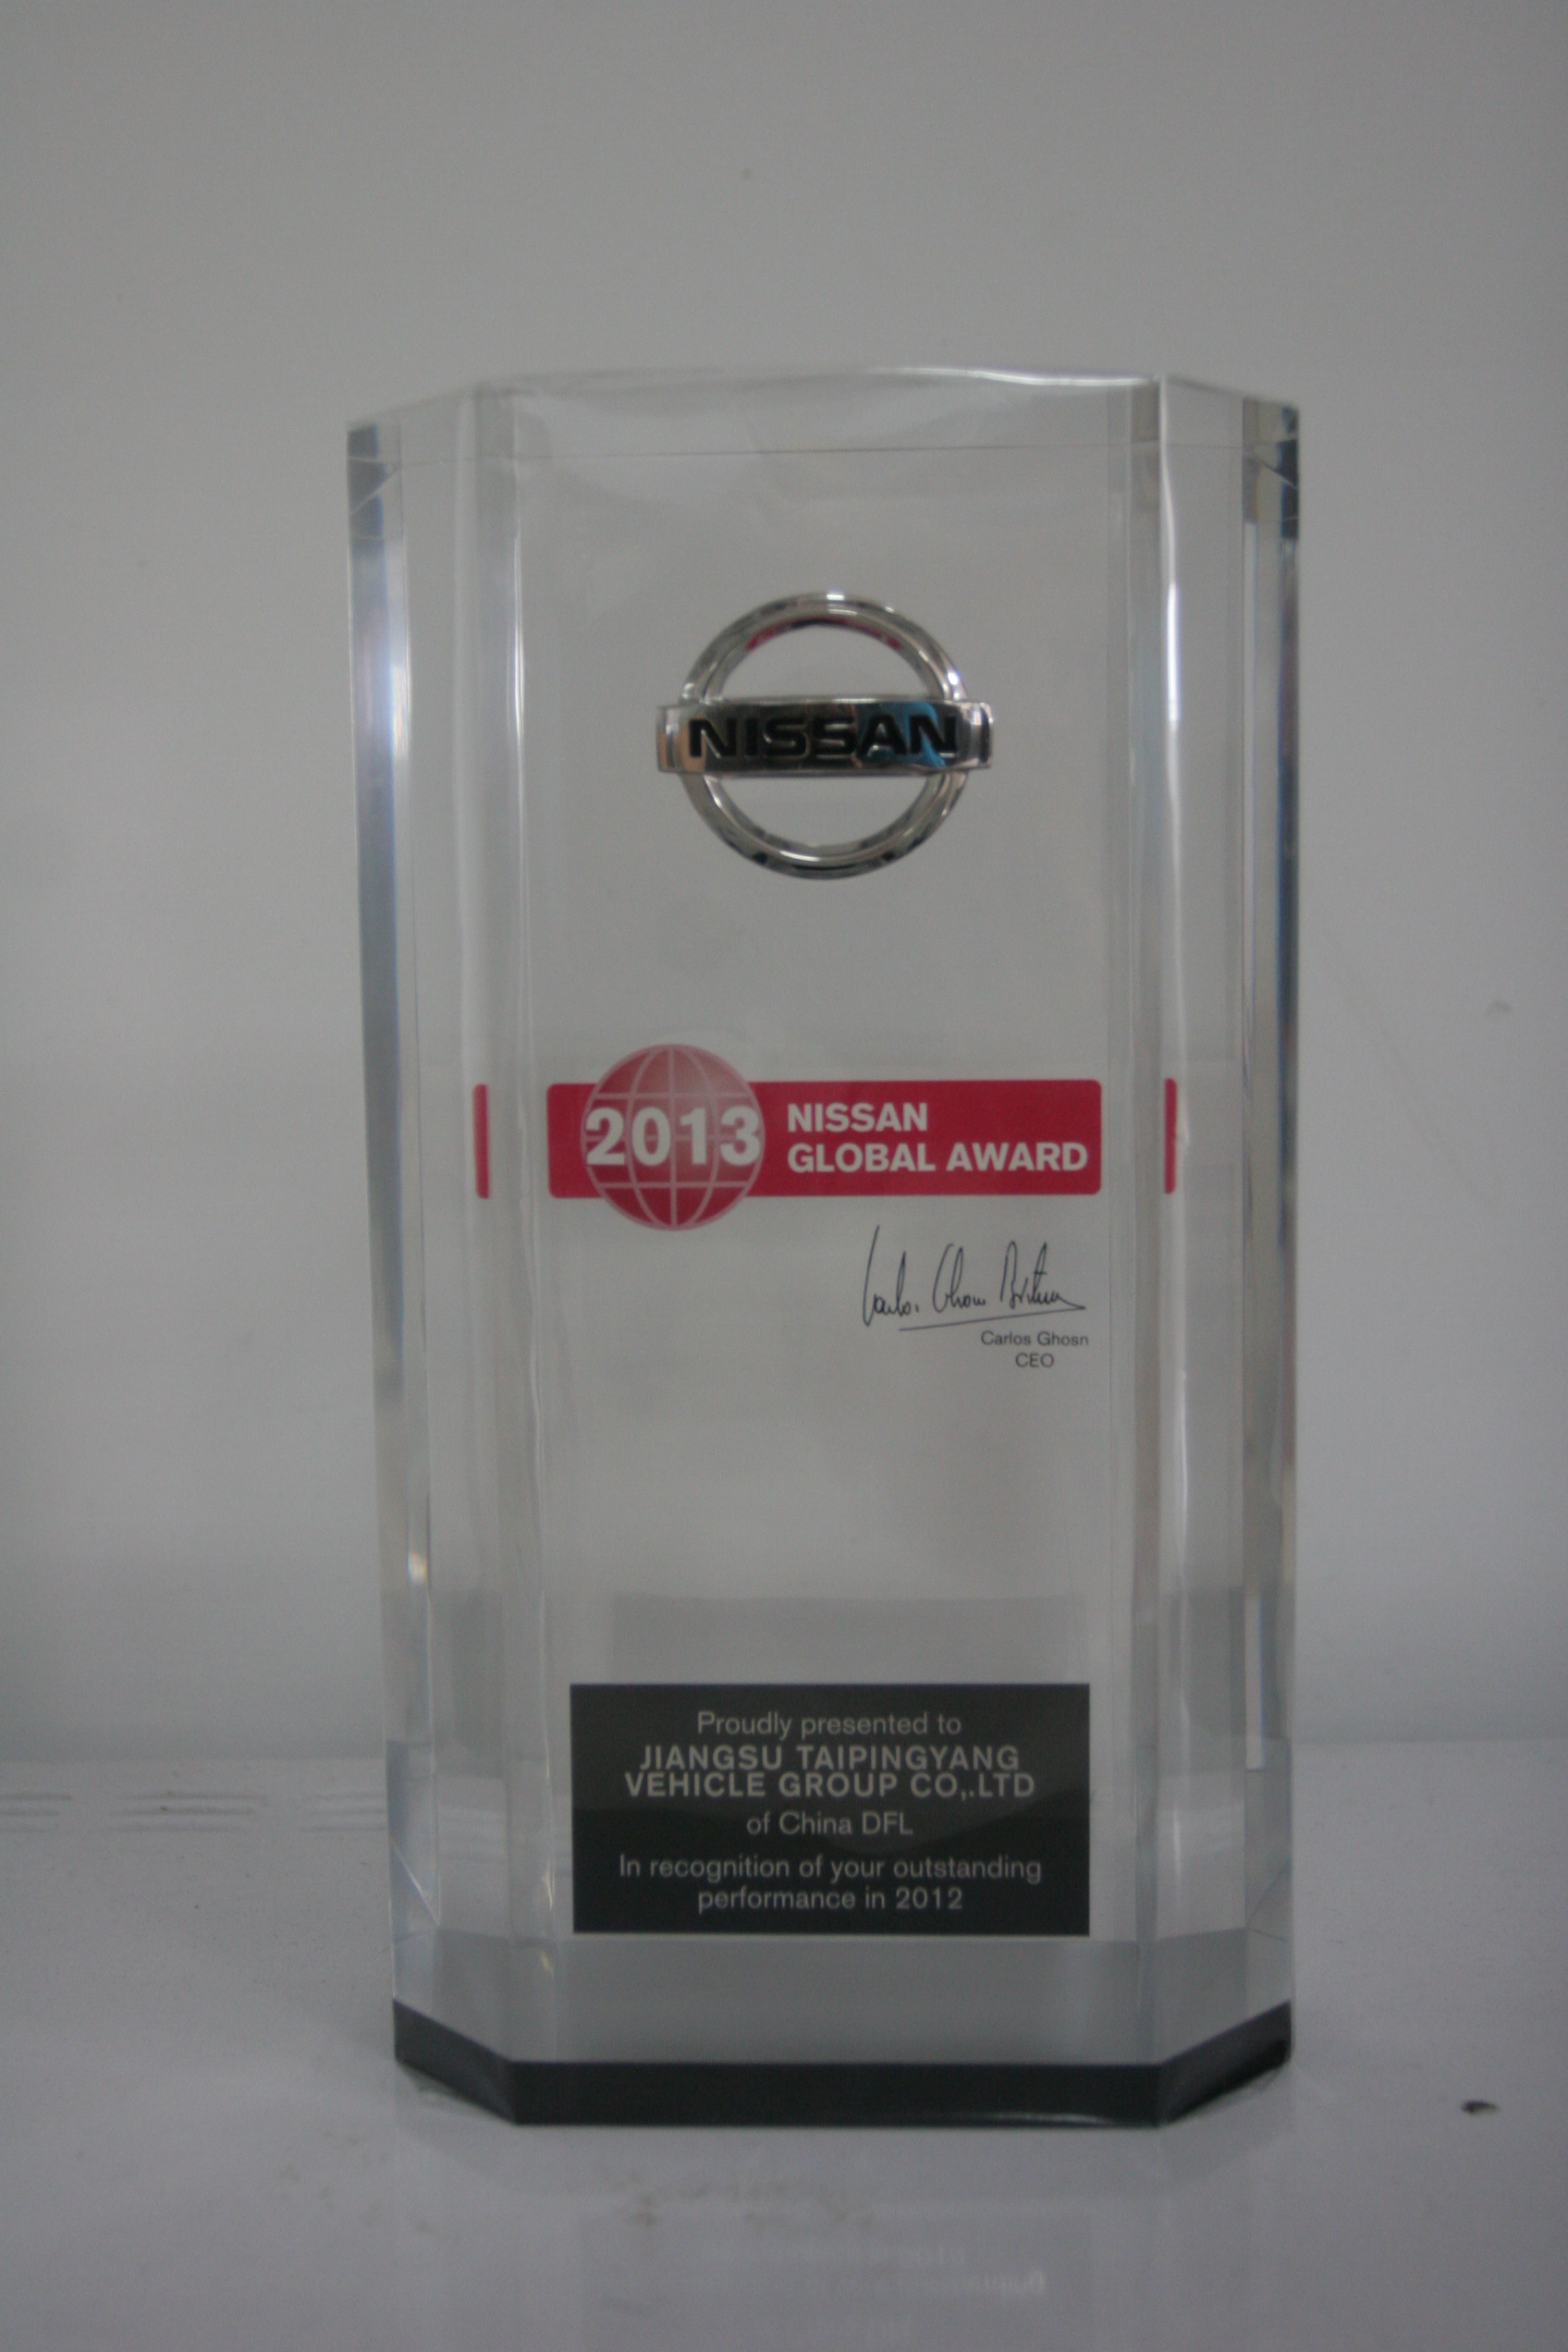 NISSAN
2013 NISSAN
GLOBAL AWARD
Carlos Ghosn
CEO
Proudly presented to
JIANGSU TAIPINGYANG
VEHICLE GROUP CO,.LTD
of China DFL
In recognition of your outstanding
performance in 2012